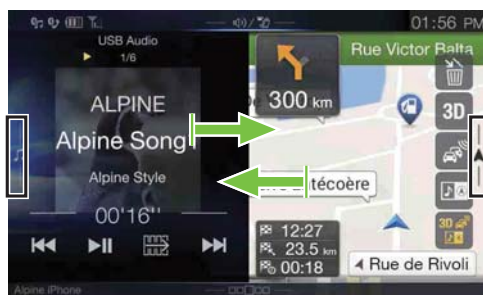 01:56 PM
USB Audio
1/6
ALPINE
Alpine Song
Alpine Style
00'16"
Alpine iPhone
Rue Victor Balta
300 km
3D
12:27
23.5 km
00:18
Rue de Rivoli
3D